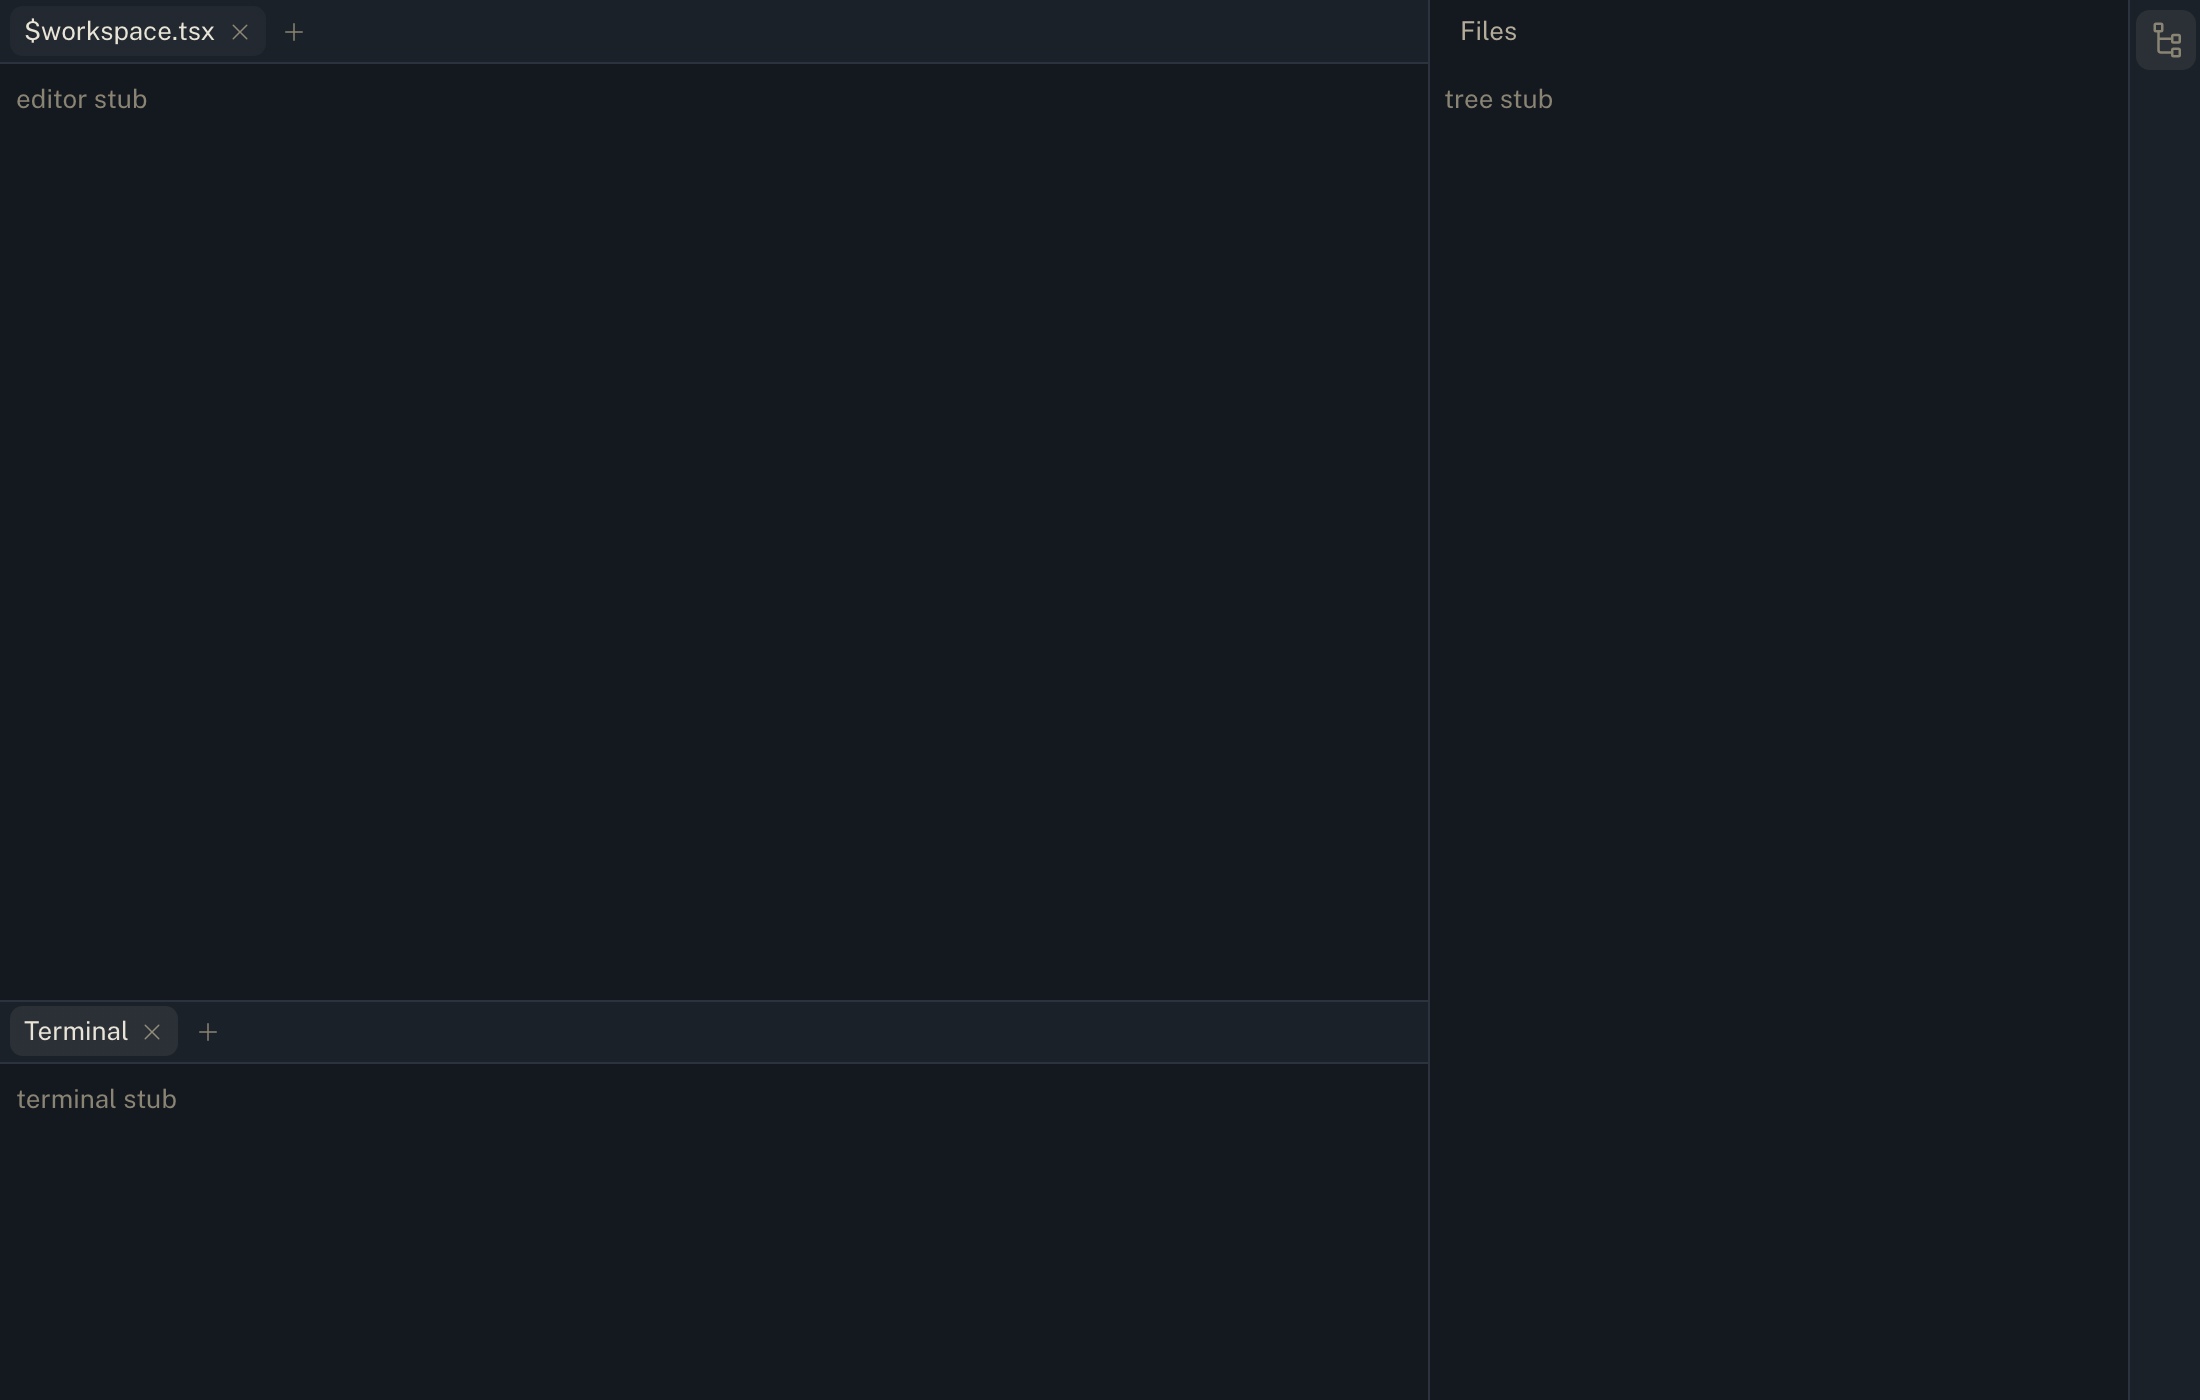 $workspace.tsx
editor stub
Files
tree stub
Terminal
terminal stub